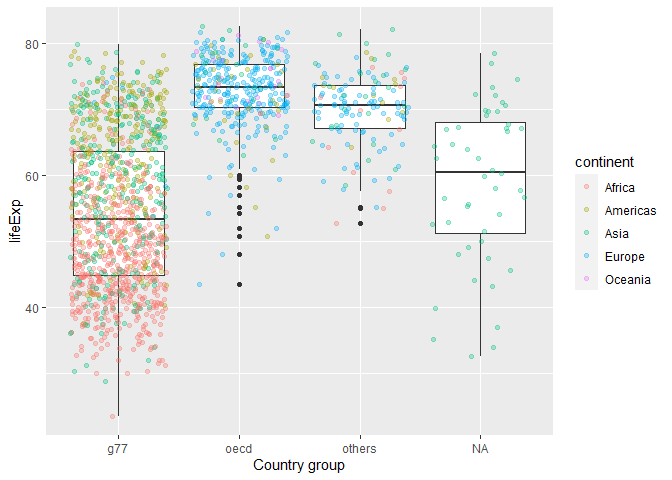 80
60
40
lifeExp
g77 oecd others NA
Country group
continent
Africa
Americas
Asia
Europe
Oceania